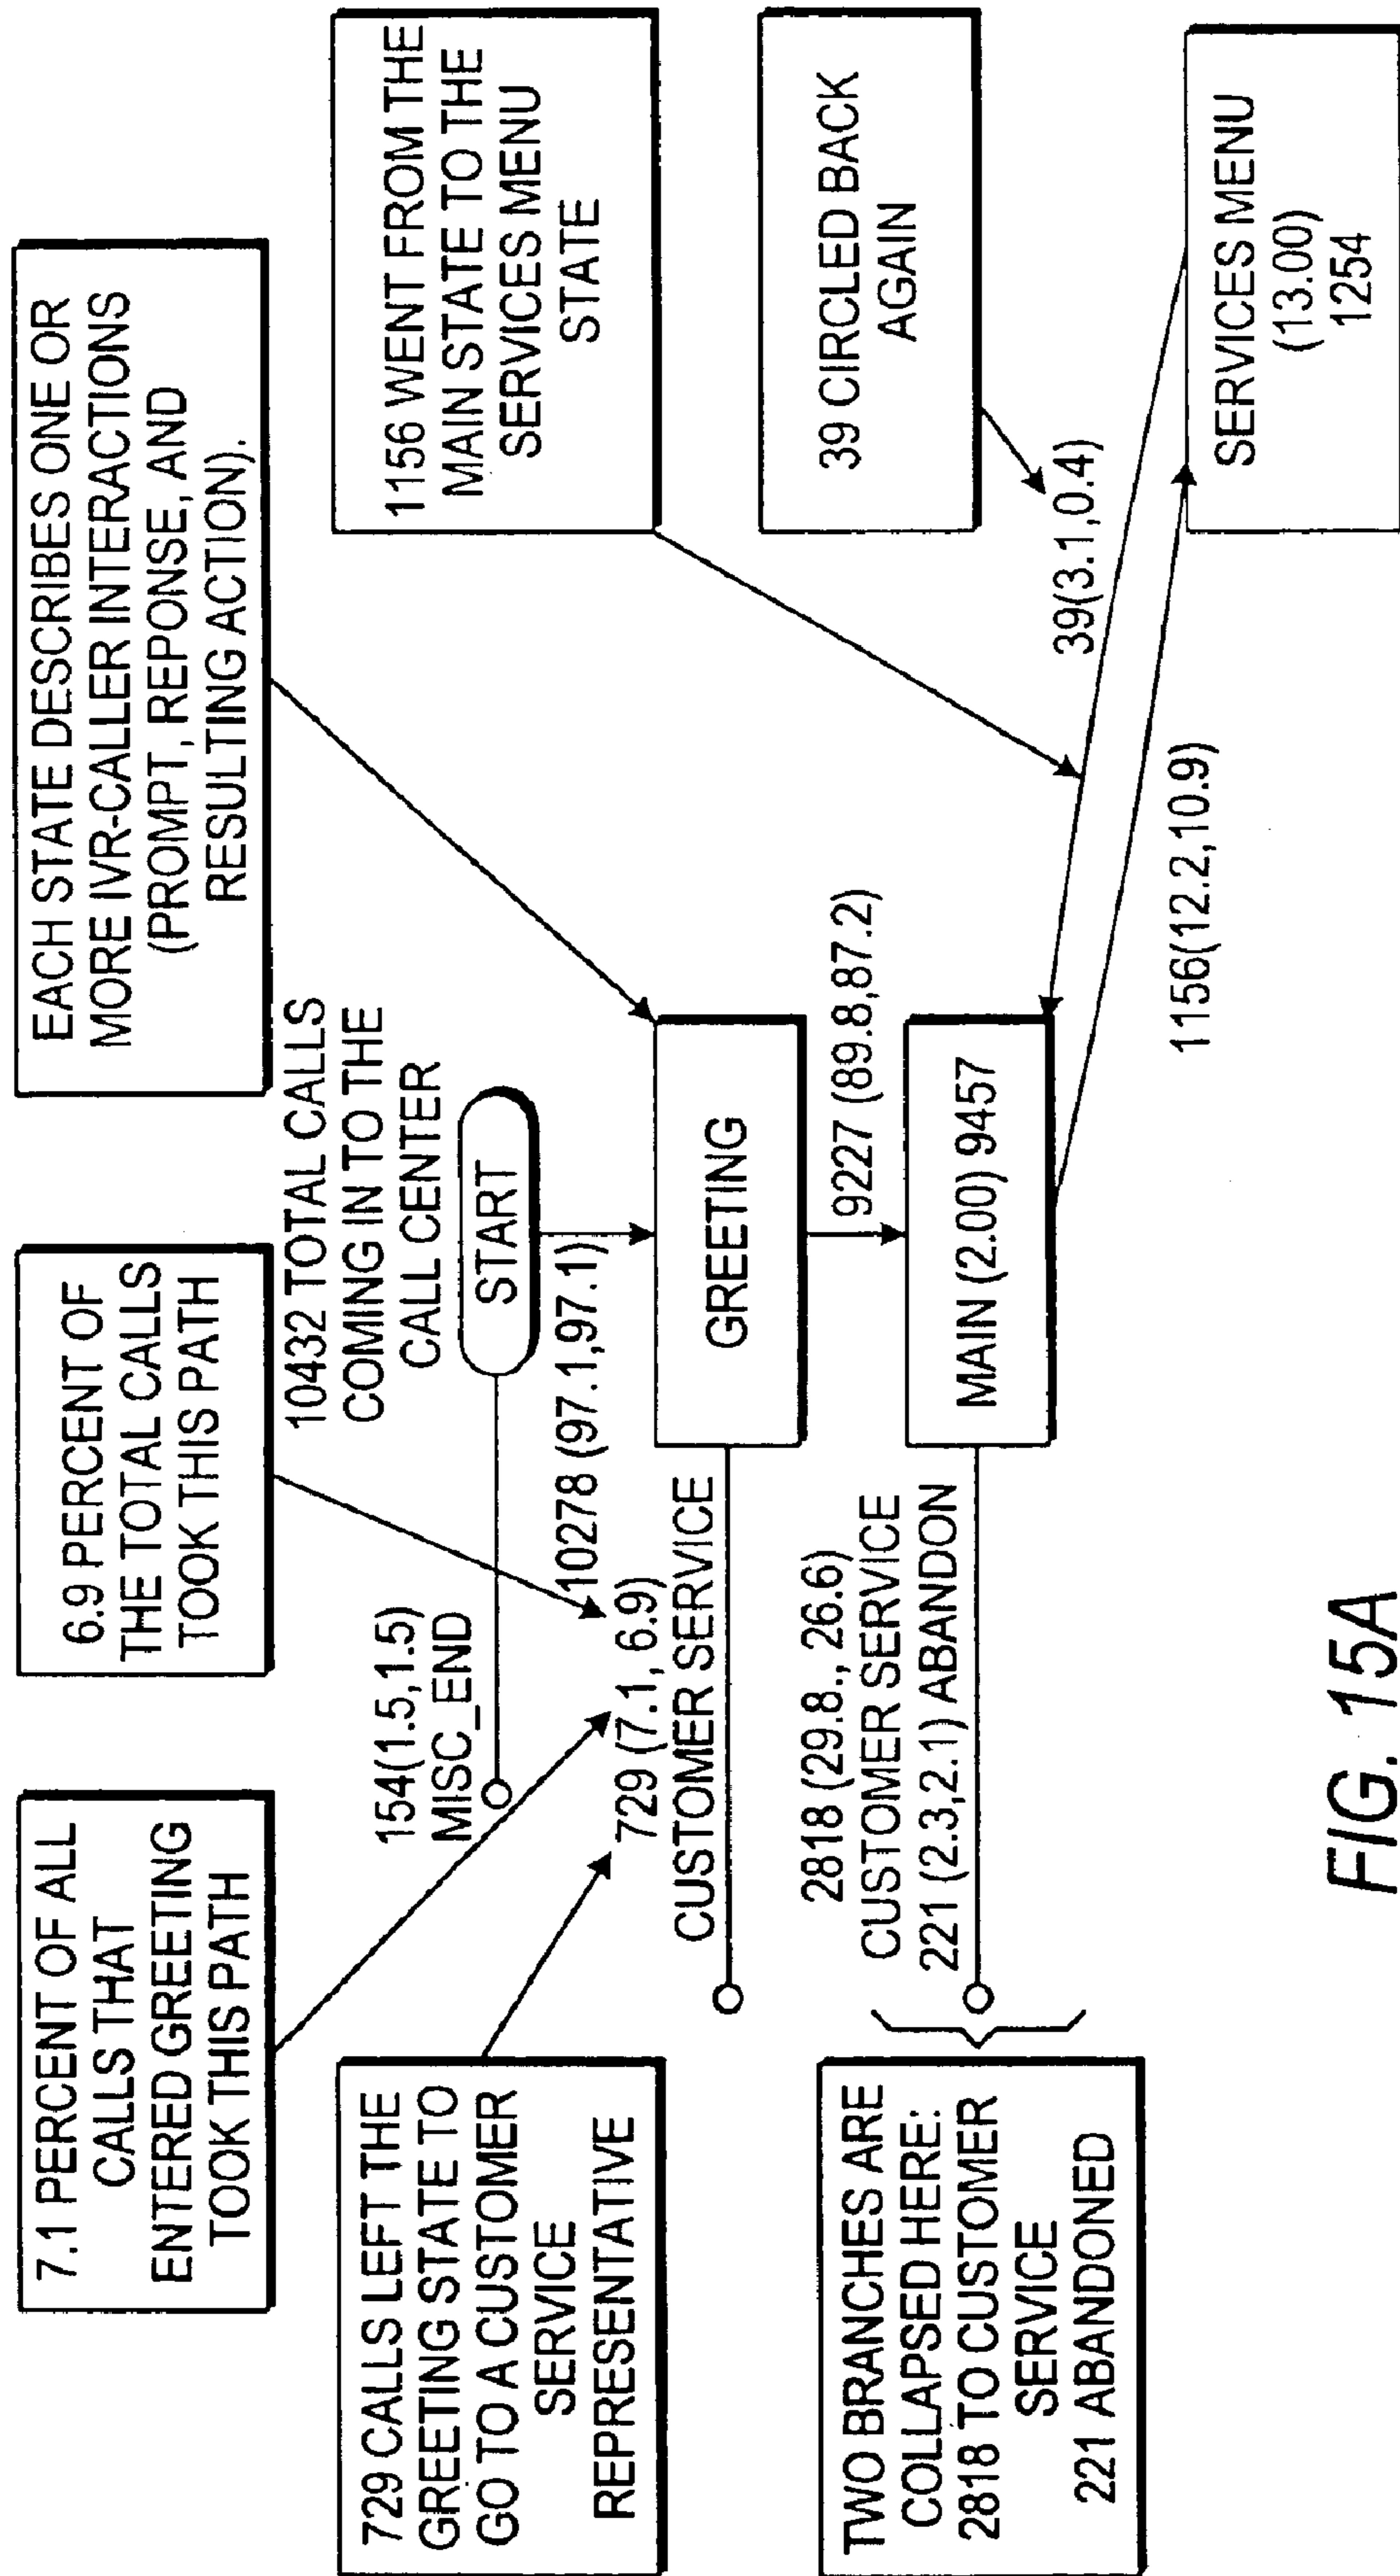 7.1 PERCENT OF ALL
CALLS THAT
ENTERED GREETING
TOOK THIS PATH
6.9 PERCENT OF
THE TOTAL CALLS
TOOK THIS PATH
EACH STATE DESCRIBES ONE OR
MORE IVR-CALLER INTERACTIONS
(PROMPT, REPONSE, AND
RESULTING ACTION).
10432 TOTAL CALLS
COMING IN TO THE
CALL CENTER
START
154(1.5,1.5)
MISC_END
10278 (97.1,97.1)
729 CALLS LEFT THE
GREETING STATE TO
GO TO A CUSTOMER
SERVICE
REPRESENTATIVE
729 (7.1, 6.9)
CUSTOMER SERVICE
GREETING
1156 WENT FROM THE
MAIN STATE TO THE
SERVICES MENU
STATE
9227 (89.8,87.2)
TWO BRANCHES ARE
COLLAPSED HERE:
2818 TO CUSTOMER
SERVICE
221 ABANDONED
2818 (29.8., 26.6)
CUSTOMER SERVICE
221 (2.3,2.1) ABANDON
MAIN (2.00) 9457
39 CIRCLED BACK
AGAIN
39(3.1,0.4)
1156(12.2,10.9)
SERVICES MENU
(13.00)
1254
FIG. 15A